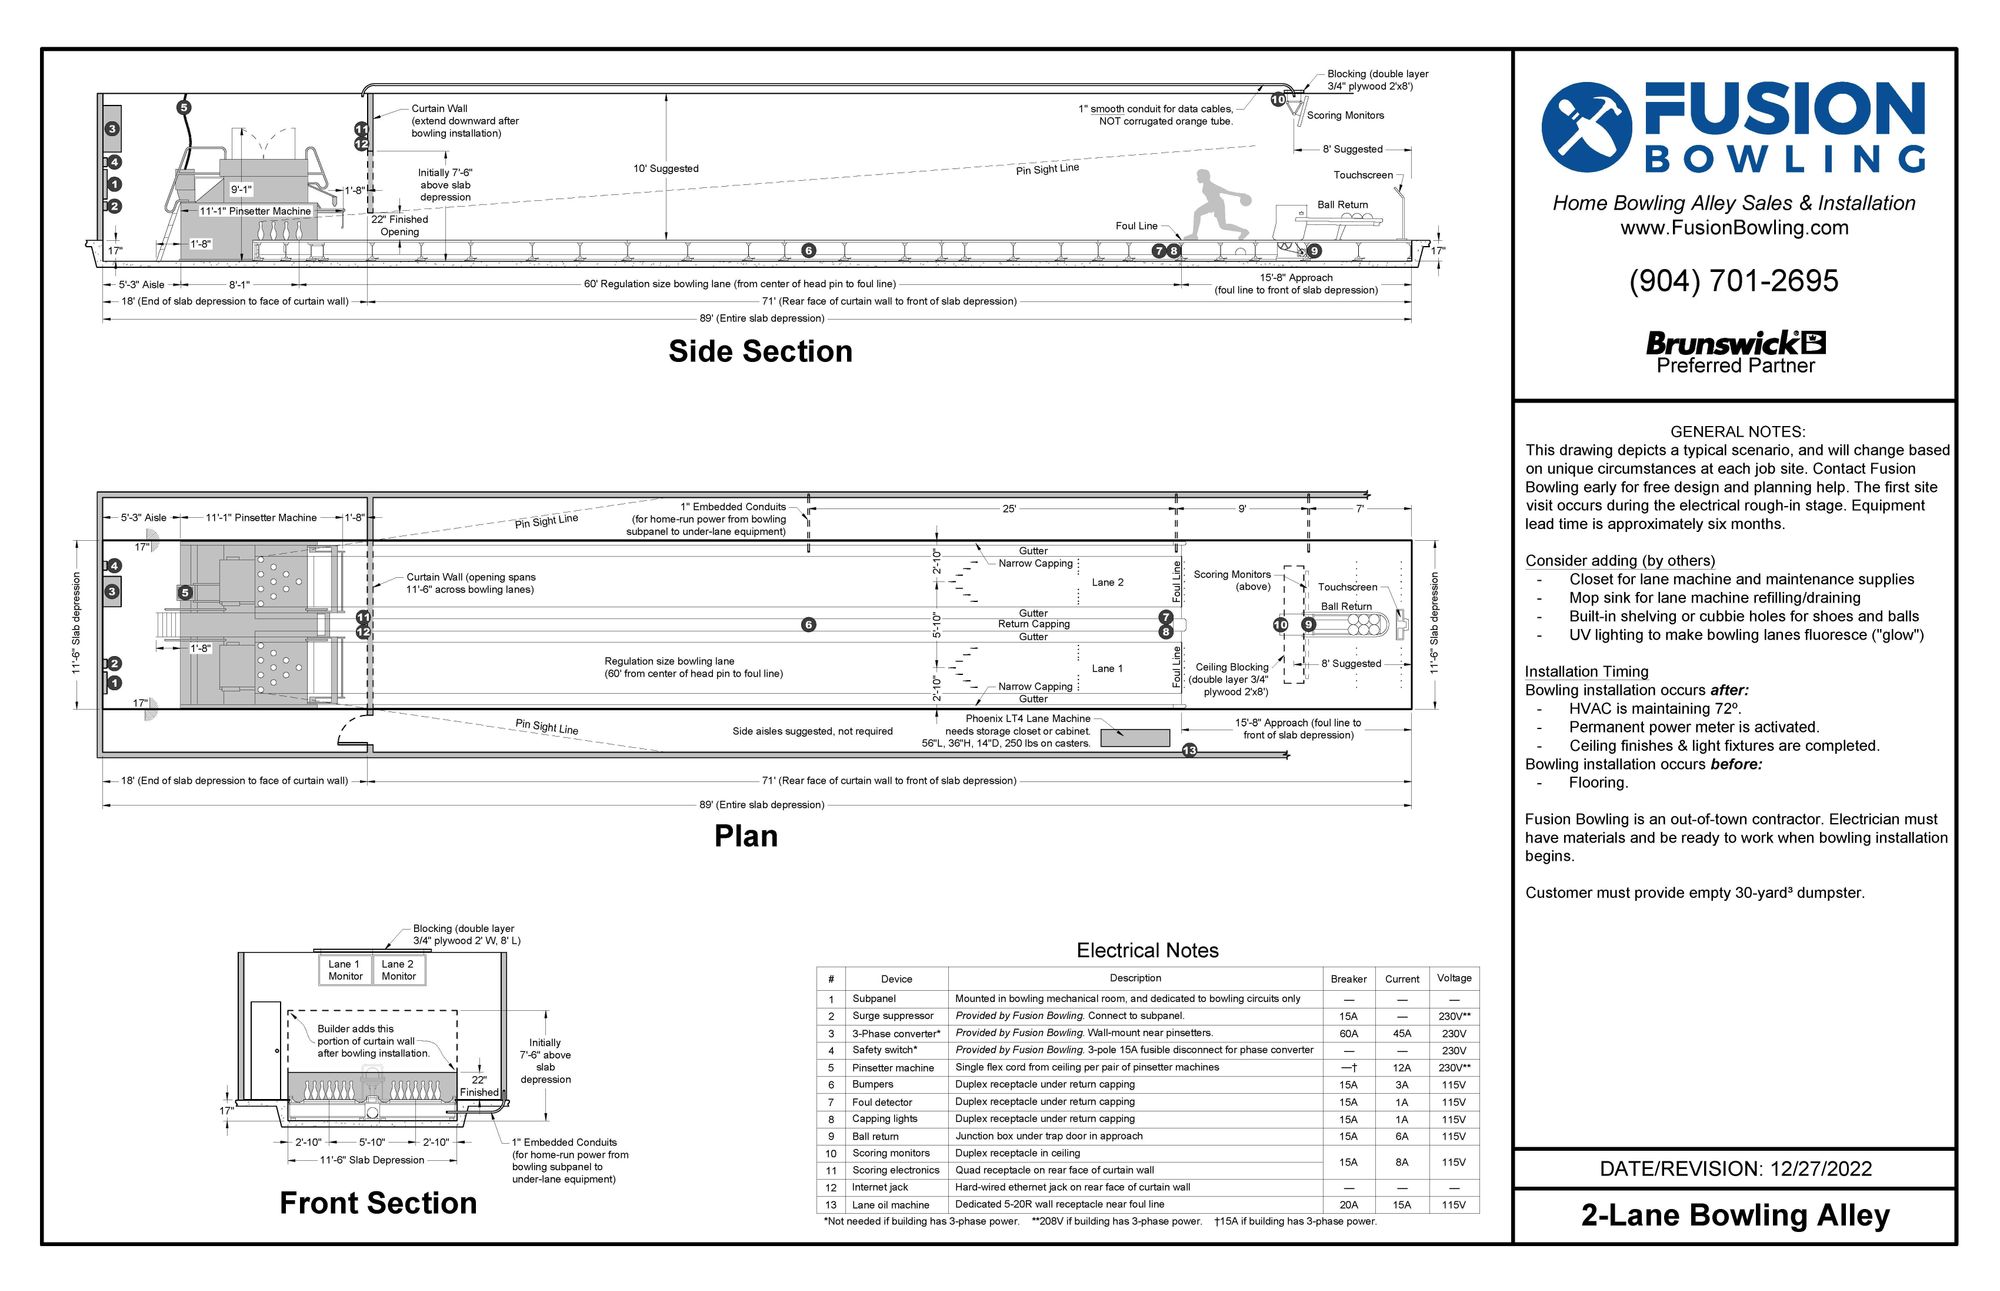 Blocking (double layer
3/4" plywood 2'x8')
5
10
3
11
12
Curtain Wall
(extend downward after
bowling installation)
1" smooth conduit for data cables,
NOT corrugated orange tube.
Scoring Monitors
8' Suggested
4
1
2
9'-1"
1'-8"
Initially 7'-6"
above slab
depression
10' Suggested
Pin Sight Line
Touchscreen
11'-1" Pinsetter Machine
22" Finished
Opening
Ball Return
Foul Line
17"
1'-8"
6
7
8
9
17"
5'-3" Aisle
8'-1"
60' Regulation size bowling lane (from center of head pin to foul line)
15'-8" Approach
(foul line to front of slab depression)
18' (End of slab depression to face of curtain wall)
71' (Rear face of curtain wall to front of slab depression)
89' (Entire slab depression)
Side Section
5'-3" Aisle
11'-1" Pinsetter Machine
1'-8"
Pin Sight Line
1" Embedded Conduits
(for home-run power from bowling
subpanel to under-lane equipment)
25'
9'
7'
17"
11'-6" Slab depression
4
3
5
Curtain Wall (opening spans
11'-6" across bowling lanes)
2'-10"
Gutter
Narrow Capping
Lane 2
Foul Line
Scoring Monitors
(above)
Touchscreen
Ball Return
11
12
6
5'-10"
Gutter
Return Capping
Gutter
7
8
10
9
11'-6" Slab depression
1'-8"
2
1
Regulation size bowling lane
(60' from center of head pin to foul line)
Lane 1
Foul Line
Ceiling Blocking
(double layer 3/4"
plywood 2'x8')
8' Suggested
2'-10"
Narrow Capping
Gutter
17"
Pin Sight Line
Side aisles suggested, not required
Phoenix LT4 Lane Machine
needs storage closet or cabinet.
56"L, 36"H, 14"D, 250 lbs on casters.
13
15'-8" Approach (foul line to
front of slab depression)
18' (End of slab depression to face of curtain wall)
71' (Rear face of curtain wall to front of slab depression)
89' (Entire slab depression)
Plan
Blocking (double layer
3/4" plywood 2' W, 8' L)
Lane 1
Monitor
Lane 2
Monitor
Builder adds this
portion of curtain wall
after bowling installation.
Initially
7'-6" above
slab
depression
22"
Finished
17"
2'-10"
5'-10"
2'-10"
11'-6" Slab Depression
1" Embedded Conduits
(for home-run power from
bowling subpanel to
under-lane equipment)
Front Section
Electrical Notes
# Device Description Breaker Current Voltage
1 Subpanel Mounted in bowling mechanical room, and dedicated to bowling circuits only — — —
2 Surge suppressor Provided by Fusion Bowling. Connect to subpanel. 15A — 230V**
3 3-Phase converter* Provided by Fusion Bowling. Wall-mount near pinsetters. 60A 45A 230V
4 Safety switch* Provided by Fusion Bowling. 3-pole 15A fusible disconnect for phase converter — — 230V
5 Pinsetter machine Single flex cord from ceiling per pair of pinsetter machines —† 12A 230V**
6 Bumpers Duplex receptacle under return capping 15A 3A 115V
7 Foul detector Duplex receptacle under return capping 15A 1A 115V
8 Capping lights Duplex receptacle under return capping 15A 1A 115V
9 Ball return Junction box under trap door in approach 15A 6A 115V
10 Scoring monitors Duplex receptacle in ceiling 15A 8A 115V
11 Scoring electronics Quad receptacle on rear face of curtain wall
12 Internet jack Hard-wired ethernet jack on rear face of curtain wall — — —
13 Lane oil machine Dedicated 5-20R wall receptacle near foul line 20A 15A 115V
*Not needed if building has 3-phase power. **208V if building has 3-phase power. †15A if building has 3-phase power.
FUSION
BOWLING
Home Bowling Alley Sales & Installation
www.FusionBowling.com
(904) 701-2695
Brunswick® B
Preferred Partner
GENERAL NOTES:
This drawing depicts a typical scenario, and will change based
on unique circumstances at each job site. Contact Fusion
Bowling early for free design and planning help. The first site
visit occurs during the electrical rough-in stage. Equipment
lead time is approximately six months.
Consider adding (by others)
- Closet for lane machine and maintenance supplies
- Mop sink for lane machine refilling/draining
- Built-in shelving or cubbie holes for shoes and balls
- UV lighting to make bowling lanes fluoresce ("glow")
Installation Timing
Bowling installation occurs after:
- HVAC is maintaining 72º.
- Permanent power meter is activated.
- Ceiling finishes & light fixtures are completed.
Bowling installation occurs before:
- Flooring.
Fusion Bowling is an out-of-town contractor. Electrician must
have materials and be ready to work when bowling installation
begins.
Customer must provide empty 30-yard³ dumpster.
DATE/REVISION: 12/27/2022
2-Lane Bowling Alley